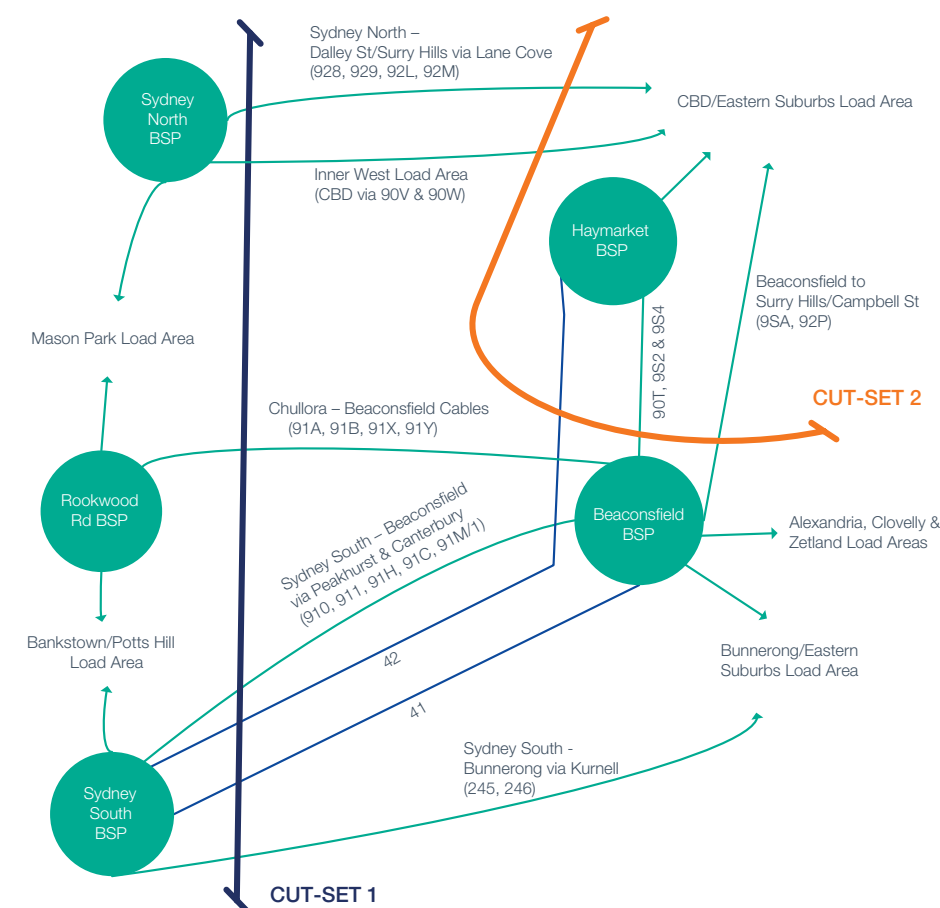 Sydney North –
Dalley St/Surry Hills via Lane Cove
(928, 929, 92L, 92M)
Sydney
North
BSP
CBD/Eastern Suburbs Load Area
Inner West Load Area
(CBD via 90V & 90W)
Haymarket
BSP
Beaconsfield to
Surry Hills/Campbell St
(9SA, 92P)
90T, 9S2 & 9S4
Mason Park Load Area
CUT-SET 2
Chullora – Beaconsfield Cables
(91A, 91B, 91X, 91Y)
Rookwood
Rd BSP
Beaconsfield
BSP
Alexandria, Clovelly &
Zetland Load Areas
Sydney South – Beaconsfield
via Peakhurst & Canterbury
(910, 911, 91H, 91C, 91M/1)
Bankstown/Potts Hill
Load Area
42
Bunnerong/Eastern
Suburbs Load Area
41
Sydney South -
Bunnerong via Kurnell
(245, 246)
Sydney
South
BSP
CUT-SET 1